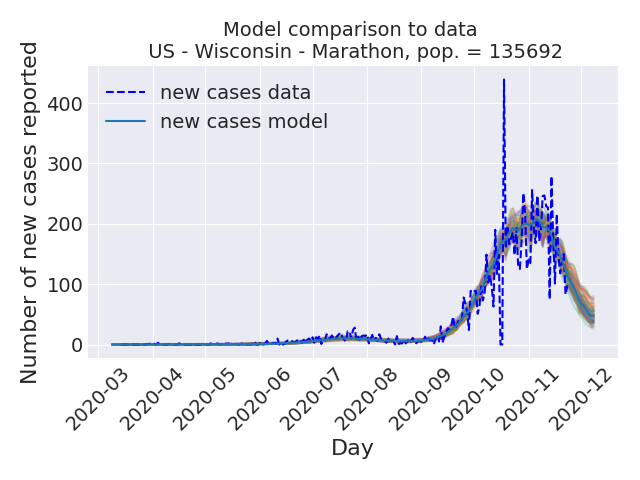 Model comparison to data
US - Wisconsin - Marathon, pop. = 135692
Number of new cases reported
400
300
200
100
0
new cases data
new cases model
2020-03
2020-04
2020-05
2020-06
2020-07
2020-08
2020-09
2020-10
2020-11
2020-12
Day